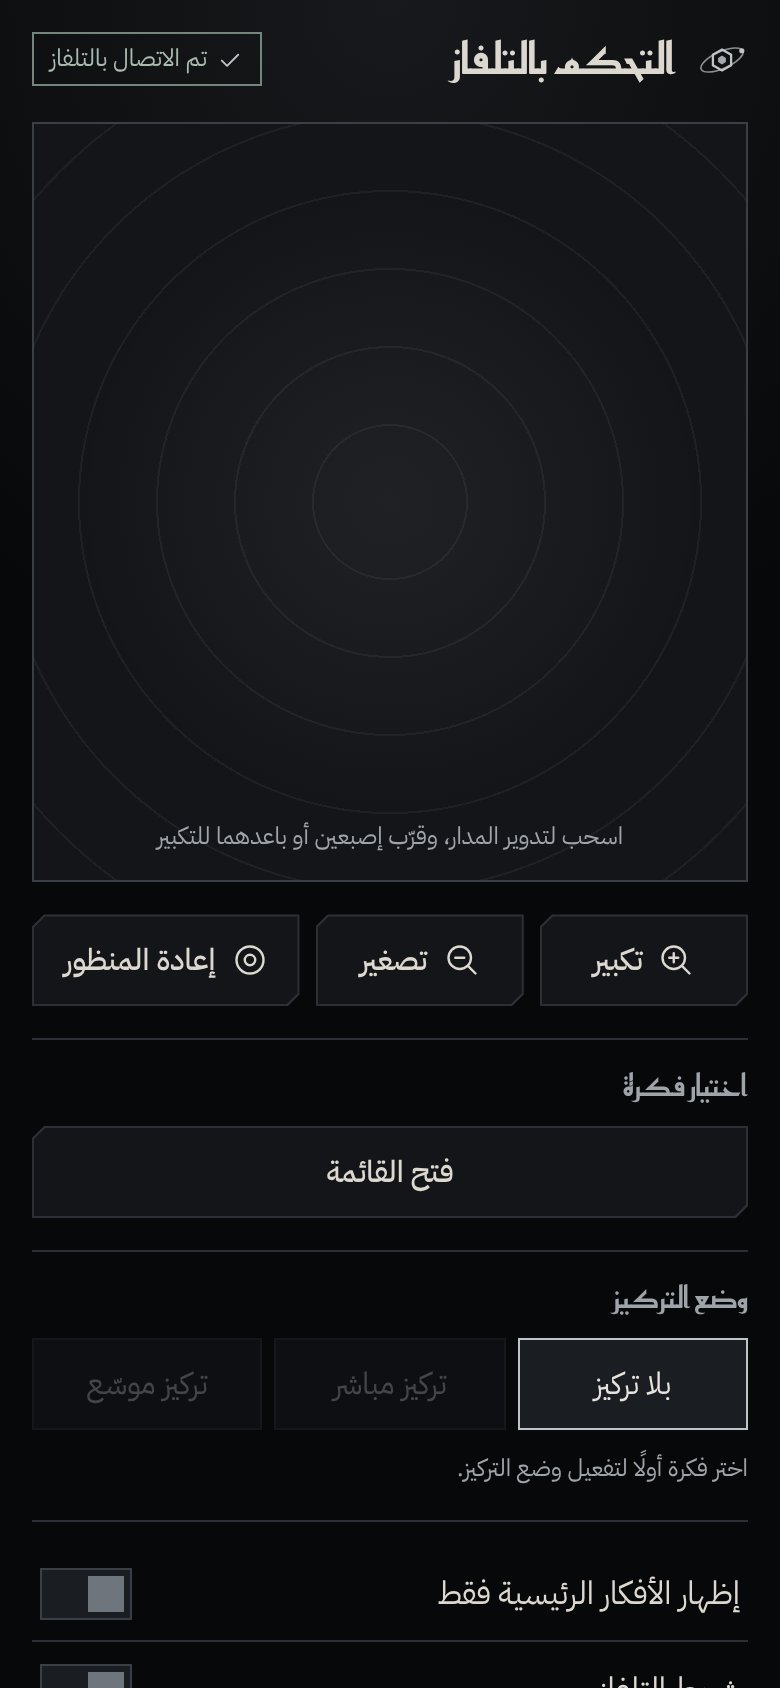 التحكم بالتلفاز
تم الاتصال بالتلفاز
اسحب لتدوير المدار، وقرّب إصبعين أو باعدهما للتكبير
تكبير
تصغير
إعادة المنظور
اختيار فكرة
فتح القائمة
وضع التركيز
بلا تركيز
تركيز مباشر
تركيز موسّع
اختر فكرة أولًا لتفعيل وضع التركيز.
إظهار الأفكار الرئيسية فقط